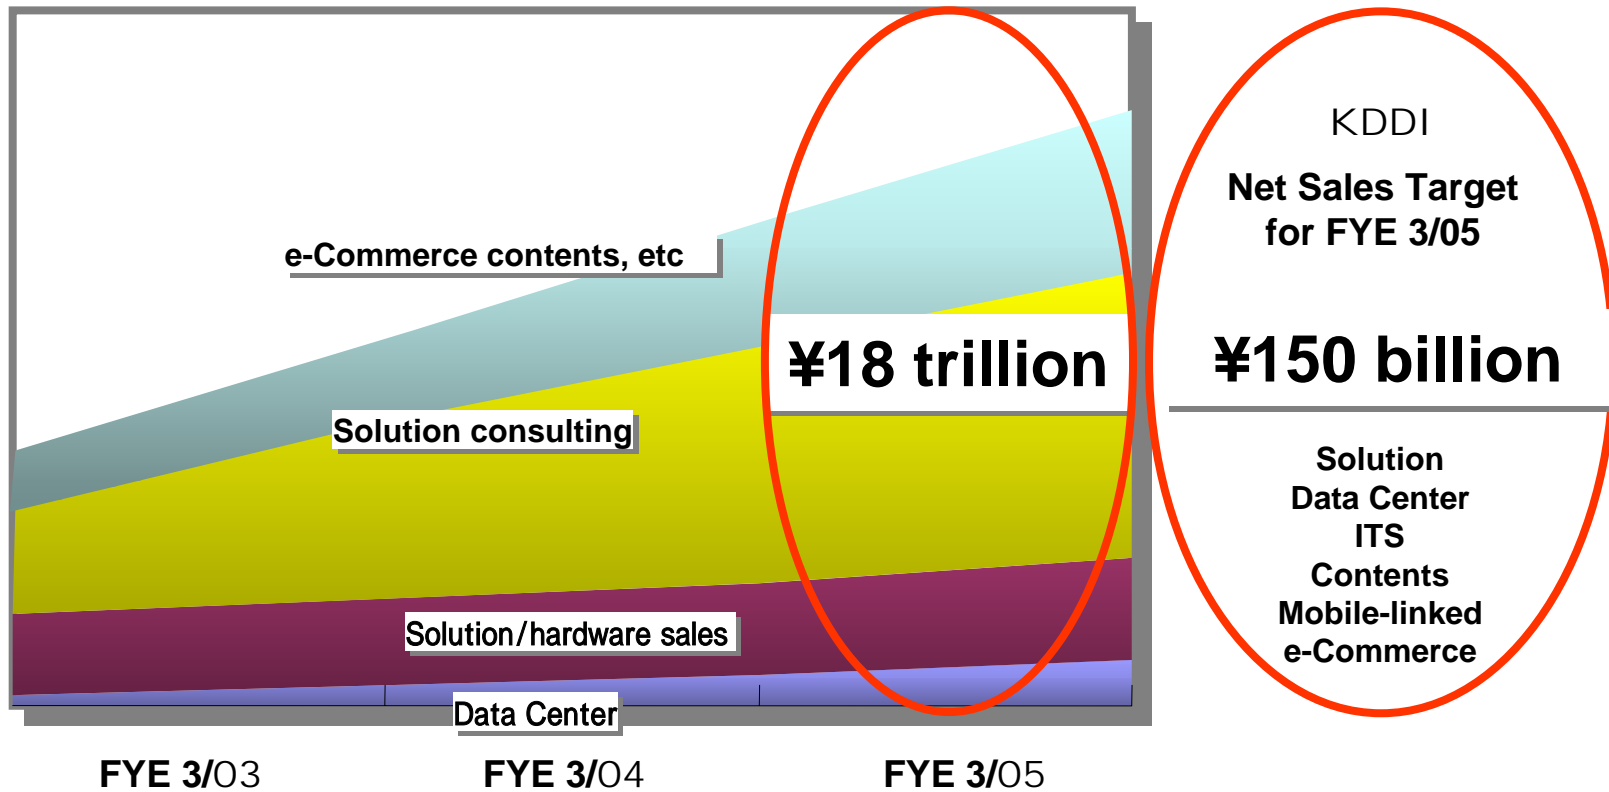 KDDI
Net Sales Target
for FYE 3/05
e-Commerce contents, etc
¥18 trillion
¥150 billion
Solution consulting
Solution
Data Center
ITS
Contents
Mobile-linked
e-Commerce
Solution/hardware sales
Data Center
FYE 3/03
FYE 3/04
FYE 3/05